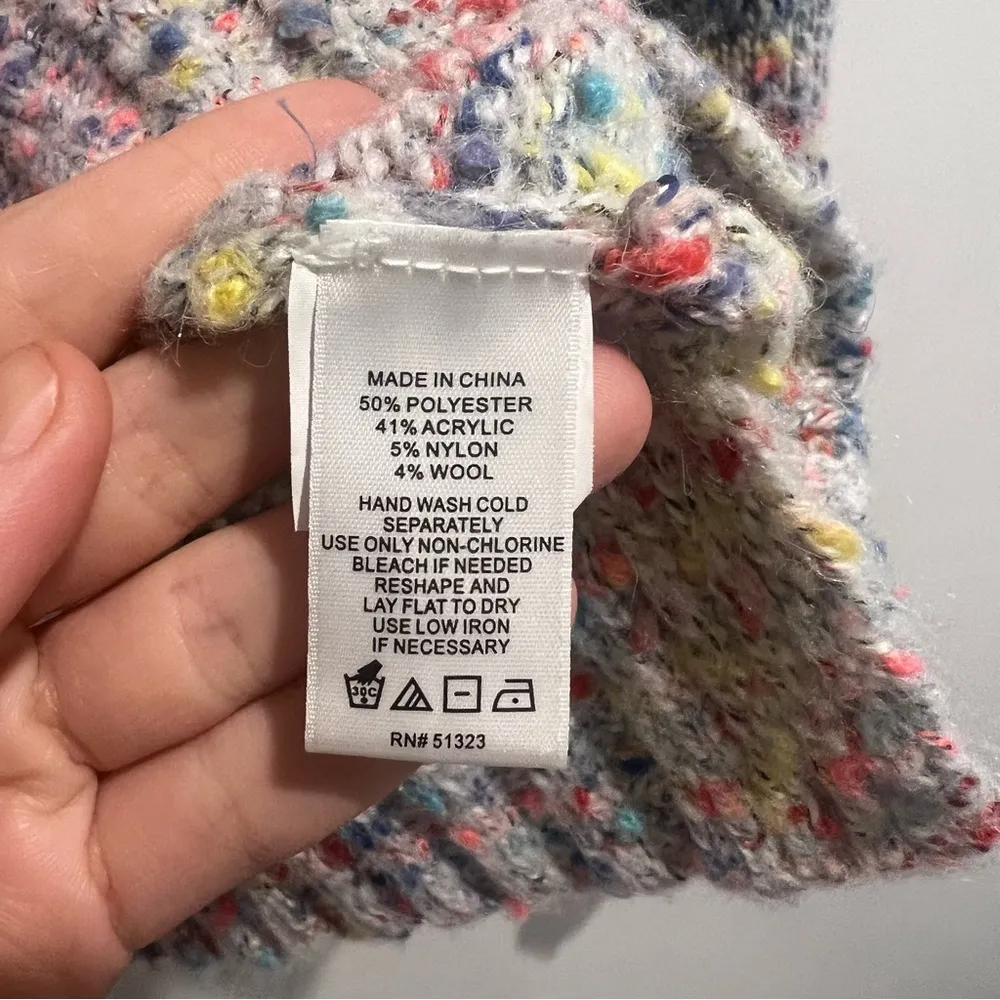 MADE IN CHINA
50% POLYESTER
41% ACRYLIC
5% NYLON
4% WOOL
HAND WASH COLD
SEPARATELY
USE ONLY NON-CHLORINE
BLEACH IF NEEDED
RESHAPE AND
LAY FLAT TO DRY
USE LOW IRON
IF NECESSARY
30C
RN# 51323